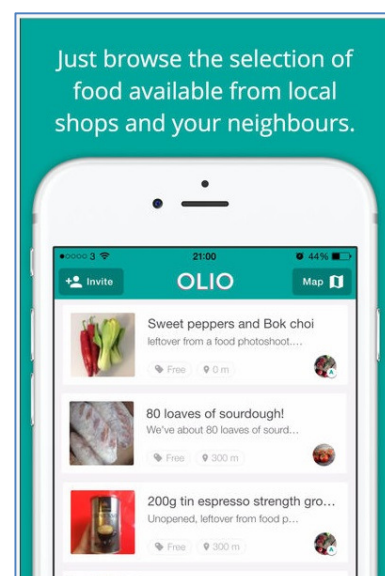 Just browse the selection of
food available from local
shops and your neighbours.
3 21:00 44%
Invite OLIO Map
Sweet peppers and Bok choi
leftover from a food photoshoot....
Free 0 m
A
80 loaves of sourdough!
We've about 80 loaves of sourd...
Free 300 m
200g tin espresso strength gro...
Unopened, leftover from food p...
Free 300 m
A